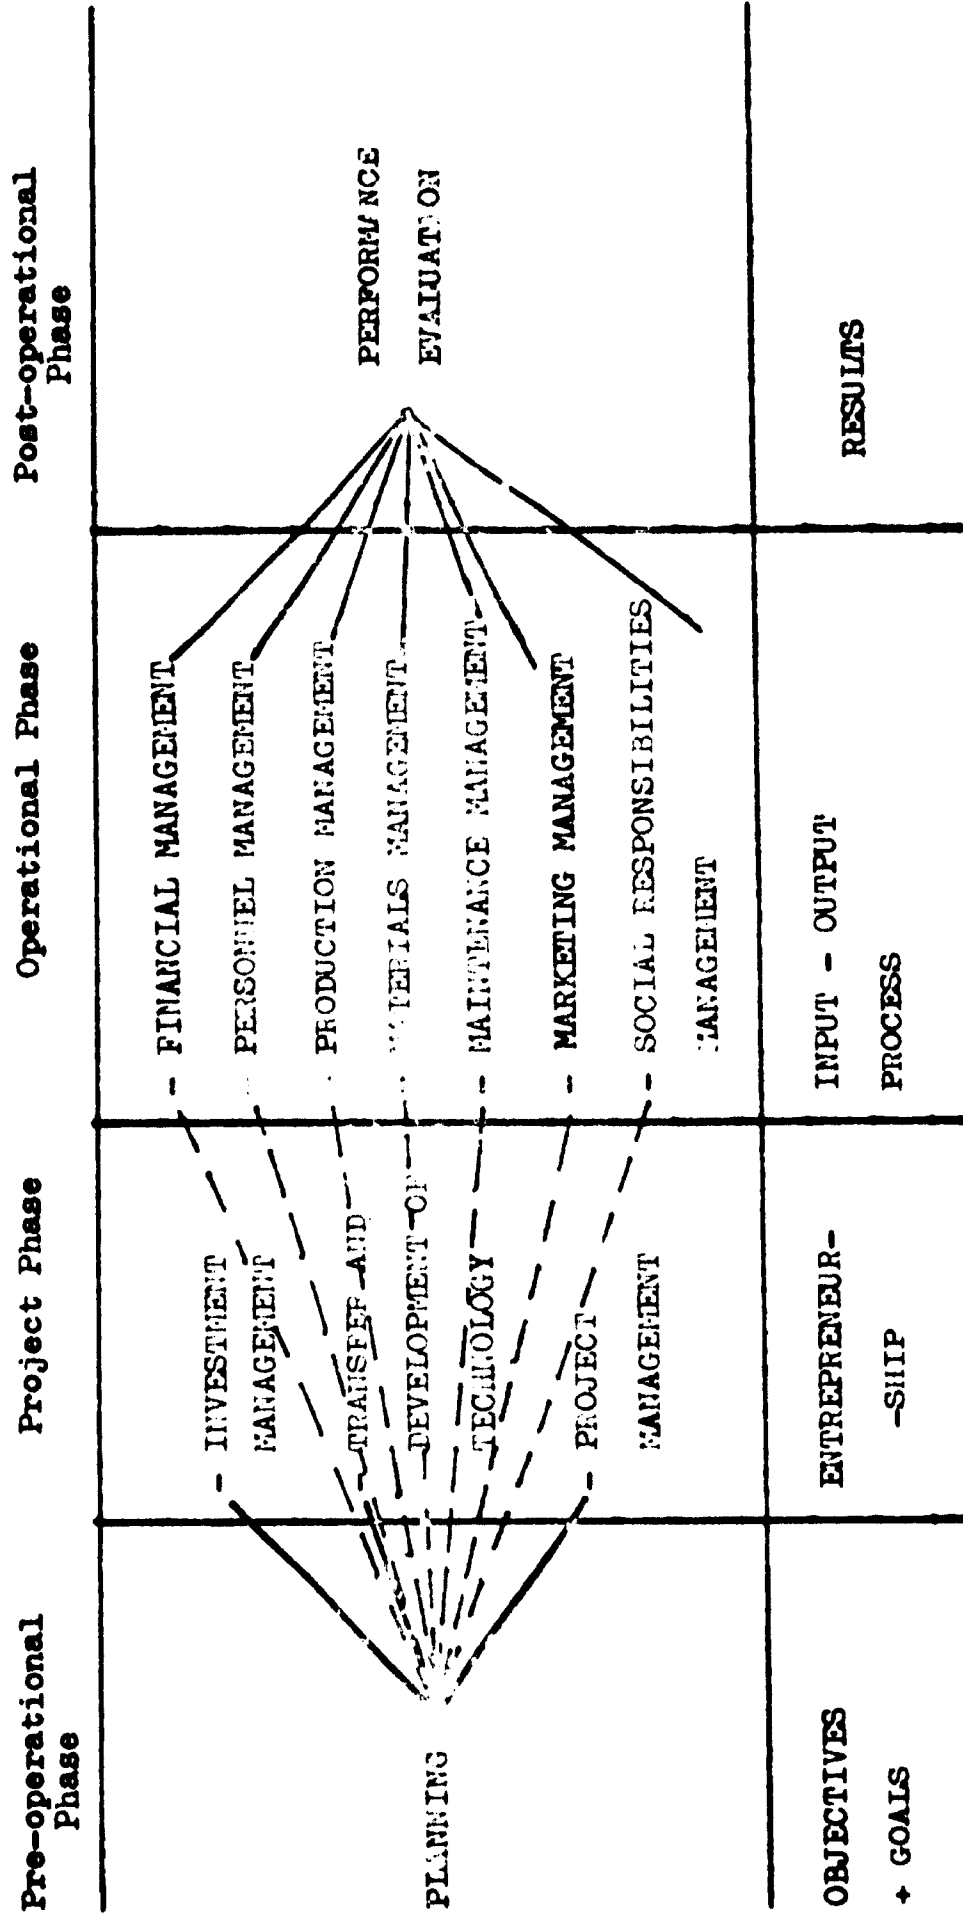 Pre-operational
Phase
Project Phase
Operational Phase
Post-operational
Phase
PLANNING
- INVESTMENT
MANAGEMENT
- TRANSFER AND
DEVELOPMENT OF
TECHNOLOGY
- PROJECT
MANAGEMENT
- FINANCIAL MANAGEMENT
- PERSONNEL MANAGEMENT
- PRODUCTION MANAGEMENT
- MATERIALS MANAGEMENT
- MAINTENANCE MANAGEMENT
- MARKETING MANAGEMENT
- SOCIAL RESPONSIBILITIES
MANAGEMENT
PERFORMANCE
EVALUATION
OBJECTIVES
+ GOALS
ENTREPRENEUR-
-SHIP
INPUT - OUTPUT
PROCESS
RESULTS